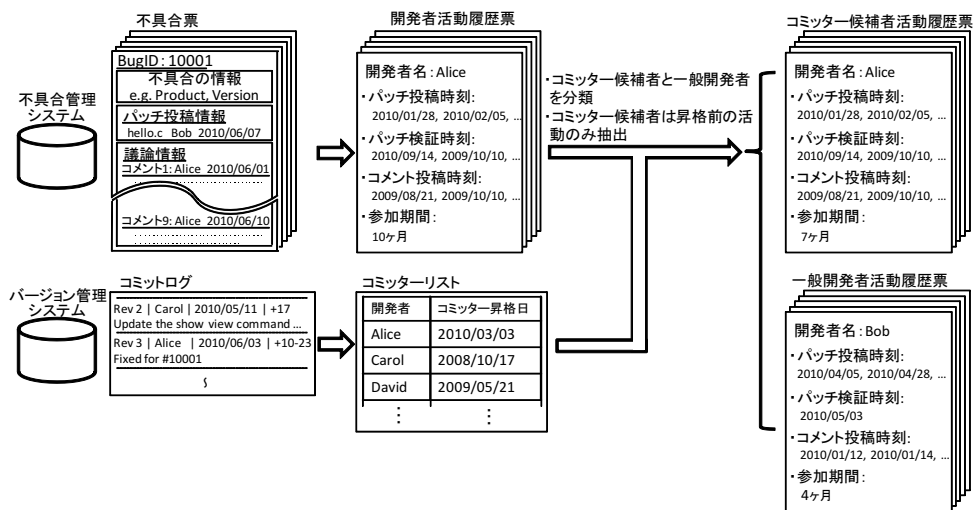 不具合票
不具合管理
システム
BugID：10001
不具合の情報
e.g. Product, Version
パッチ投稿情報
hello.c Bob 2010/06/07
議論情報
コメント1: Alice 2010/06/01
コメント9: Alice 2010/06/10
開発者活動履歴票
開発者名：Alice
・パッチ投稿時刻:
2010/01/28, 2010/02/05, ...
・パッチ検証時刻:
2010/09/14, 2009/10/10, ...
・コメント投稿時刻:
2009/08/21, 2009/10/10, ...
・参加期間:
10ヶ月
・コミッター候補者と一般開発者
を分類
・コミッター候補者は昇格前の活
動のみ抽出
コミッター候補者活動履歴票
開発者名：Alice
・パッチ投稿時刻:
2010/01/28, 2010/02/05, ...
・パッチ検証時刻:
2010/09/14, 2009/10/10, ...
・コメント投稿時刻:
2009/08/21, 2009/10/10, ...
・参加期間:
7ヶ月
バージョン管理
システム
コミットログ
Rev 2 | Carol | 2010/05/11 | +17
Update the show view command ...
Rev 3 | Alice | 2010/06/03 | +10-23
Fixed for #10001
コミッターリスト
開発者 コミッター昇格日
Alice 2010/03/03
Carol 2008/10/17
David 2009/05/21
⋮ ⋮
一般開発者活動履歴票
開発者名：Bob
・パッチ投稿時刻:
2010/04/05, 2010/04/28, ...
・パッチ検証時刻:
2010/05/03
・コメント投稿時刻:
2010/01/12, 2010/01/14, ...
・参加期間:
4ヶ月